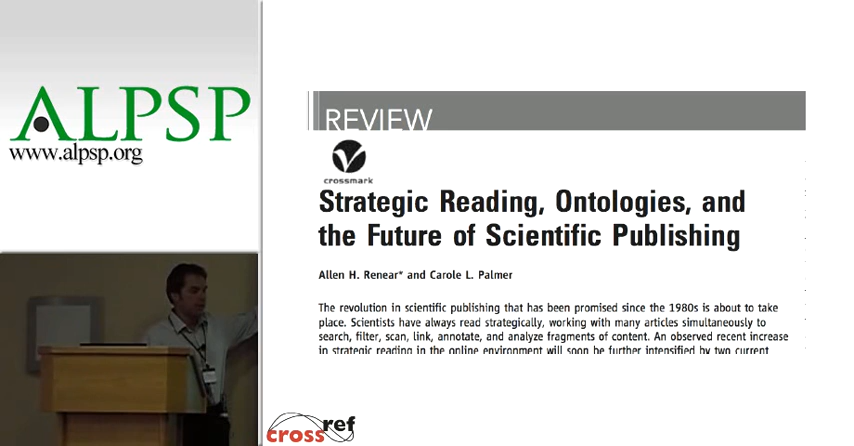 ALPSP
www.alpsp.org
REVIEW
crossmark
Strategic Reading, Ontologies, and
the Future of Scientific Publishing
Allen H. Renear* and Carole L. Palmer
The revolution in scientific publishing that has been promised since the 1980s is about to take
place. Scientists have always read strategically, working with many articles simultaneously to
search, filter, scan, link, annotate, and analyze fragments of content. An observed recent increase
in strategic reading in the online environment will soon be further intensified by two current
crossref